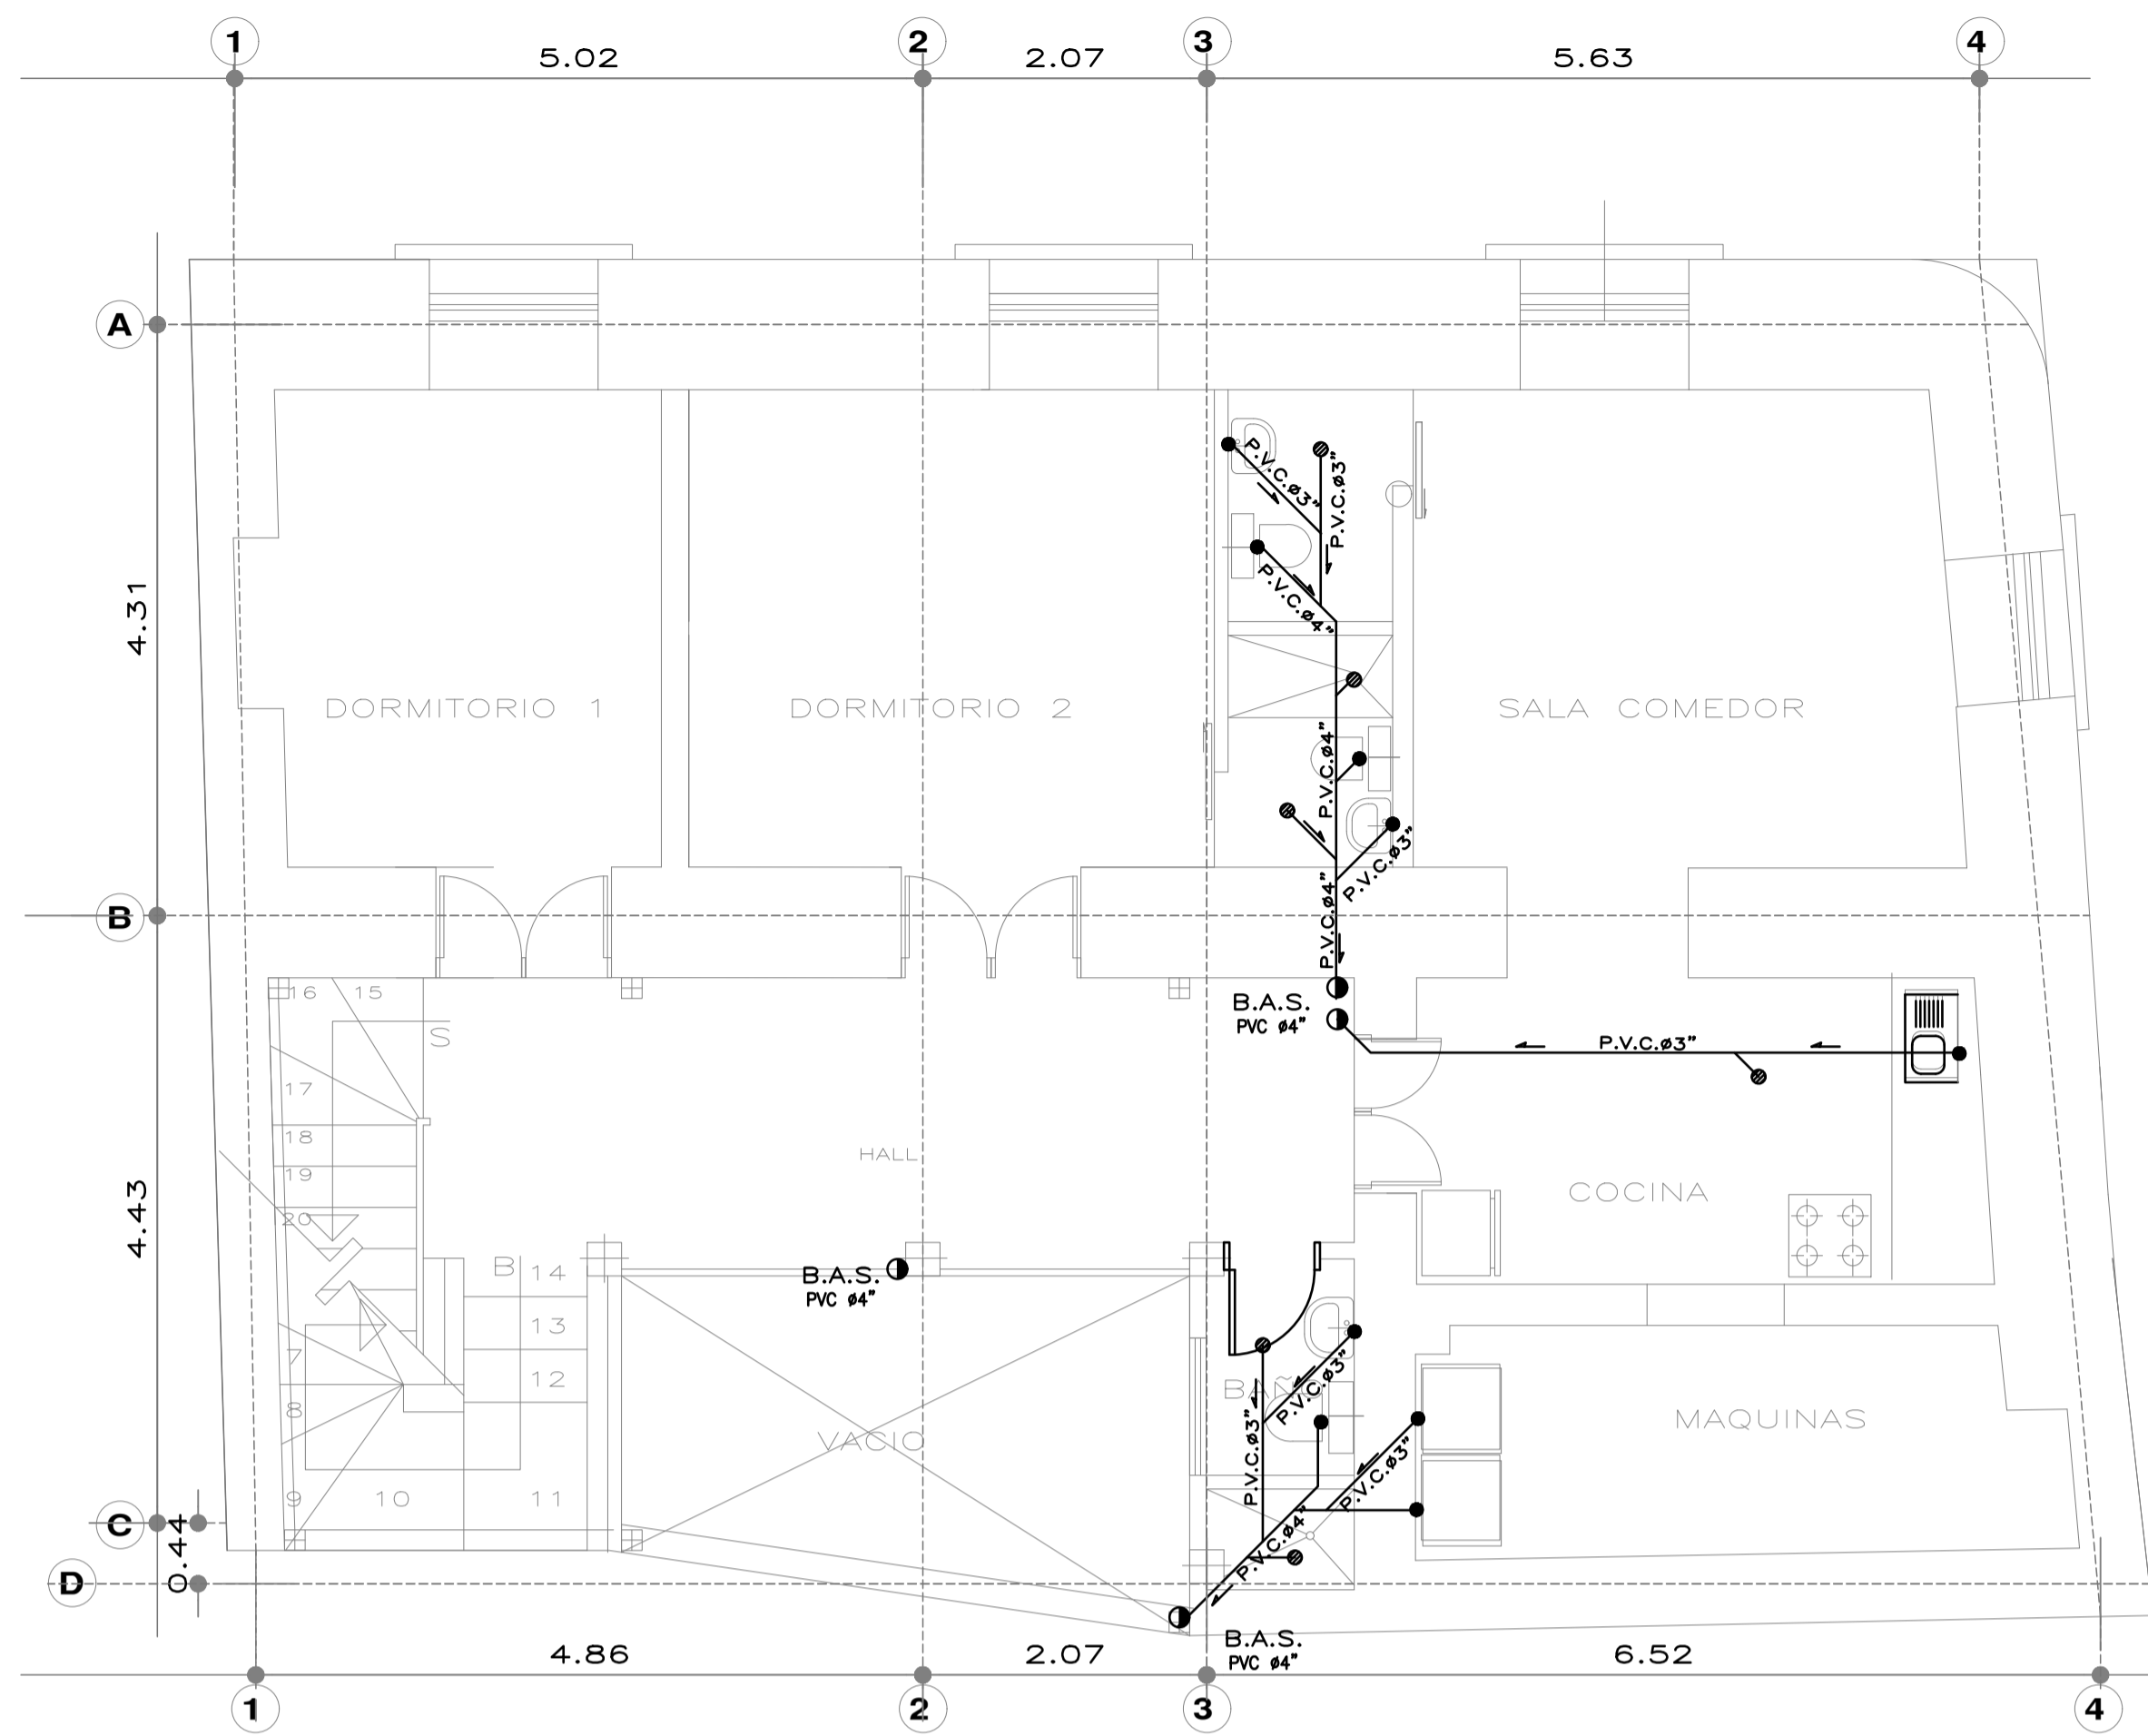 1
2
3
4
5.02
2.07
5.63
A
P.V.C.ø3"
P.V.C.ø3"
4.31
P.V.C.ø4"
DORMITORIO 1
DORMITORIO 2
SALA COMEDOR
P.V.C.ø4"
P.V.C.ø3"
B
P.V.C.ø4"
16
15
B.A.S.
PVC ø4"
S
P.V.C.ø3"
17
18
HALL
19
COCINA
4.43
20
B
14
B.A.S.
PVC ø4"
13
7
12
BAÑO
P.V.C.ø3"
8
VACIO
MAQUINAS
P.V.C.ø3"
P.V.C.ø3"
9
10
11
C
0.44
P.V.C.ø4"
D
B.A.S.
PVC ø4"
4.86
2.07
6.52
1
2
3
4